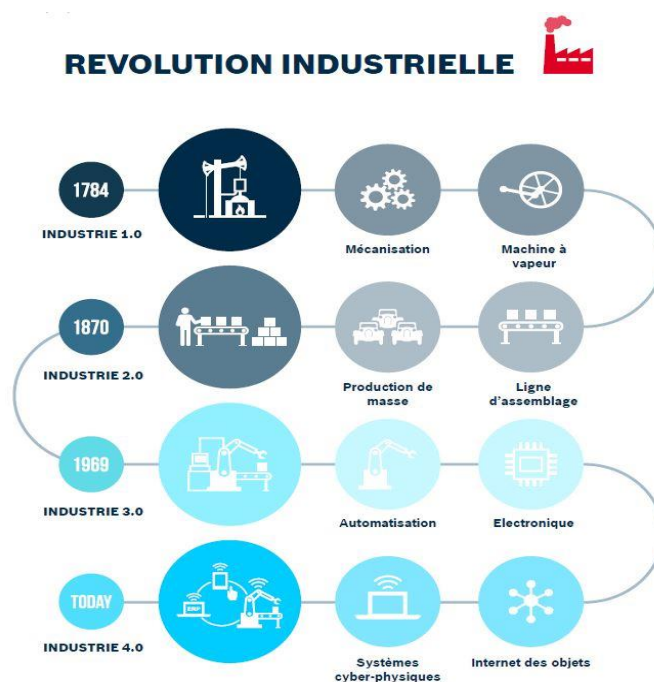 REVOLUTION INDUSTRIELLE
1784
INDUSTRIE 1.0
Mécanisation
Machine à
vapeur
1870
INDUSTRIE 2.0
Production de
masse
Ligne
d'assemblage
1969
INDUSTRIE 3.0
Automatisation
Electronique
TODAY
INDUSTRIE 4.0
ERP
Systèmes
cyber-physiques
Internet des objets